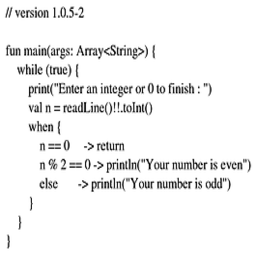 // version 1.0.5-2

fun main(args: Array<String>) {
    while (true) {
        print("Enter an integer or 0 to finish : ")
        val n = readLine()!!.toInt()
        when {
            n == 0     -> return
            n % 2 == 0 -> println("Your number is even")
            else       -> println("Your number is odd")
        }
    }
}